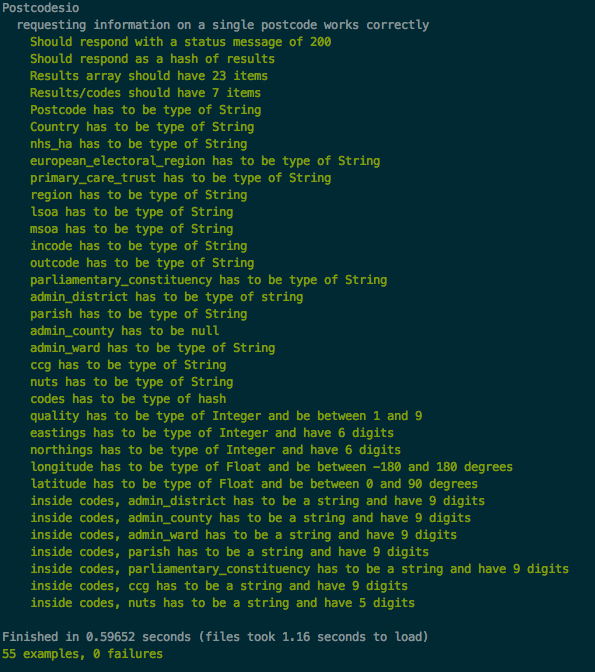 Postcodesio
requesting information on a single postcode works correctly
Should respond with a status message of 200
Should respond as a hash of results
Results array should have 23 items
Results/codes should have 7 items
Postcode has to be type of String
Country has to be type of String
nhs_ha has to be type of String
european_electoral_region has to be type of String
primary_care_trust has to be type of String
region has to be type of String
lsoa has to be type of String
msoa has to be type of String
incode has to be type of String
outcode has to be type of String
parliamentary_constituency has to be type of String
admin_district has to be type of string
parish has to be type of String
admin_county has to be null
admin_ward has to be type of String
ccg has to be type of String
nuts has to be type of String
codes has to be type of hash
quality has to be type of Integer and be between 1 and 9
eastings has to be type of Integer and have 6 digits
northings has to be type of Integer and have 6 digits
longitude has to be type of Float and be between -180 and 180 degrees
latitude has to be type of Float and be between 0 and 90 degrees
inside codes, admin_district has to be a string and have 9 digits
inside codes, admin_county has to be a string and have 9 digits
inside codes, admin_ward has to be a string and have 9 digits
inside codes, parish has to be a string and have 9 digits
inside codes, parliamentary_constituency has to be a string and have 9 digits
inside codes, ccg has to be a string and have 9 digits
inside codes, nuts has to be a string and have 5 digits
Finished in 0.59652 seconds (files took 1.16 seconds to load)
55 examples, 0 failures